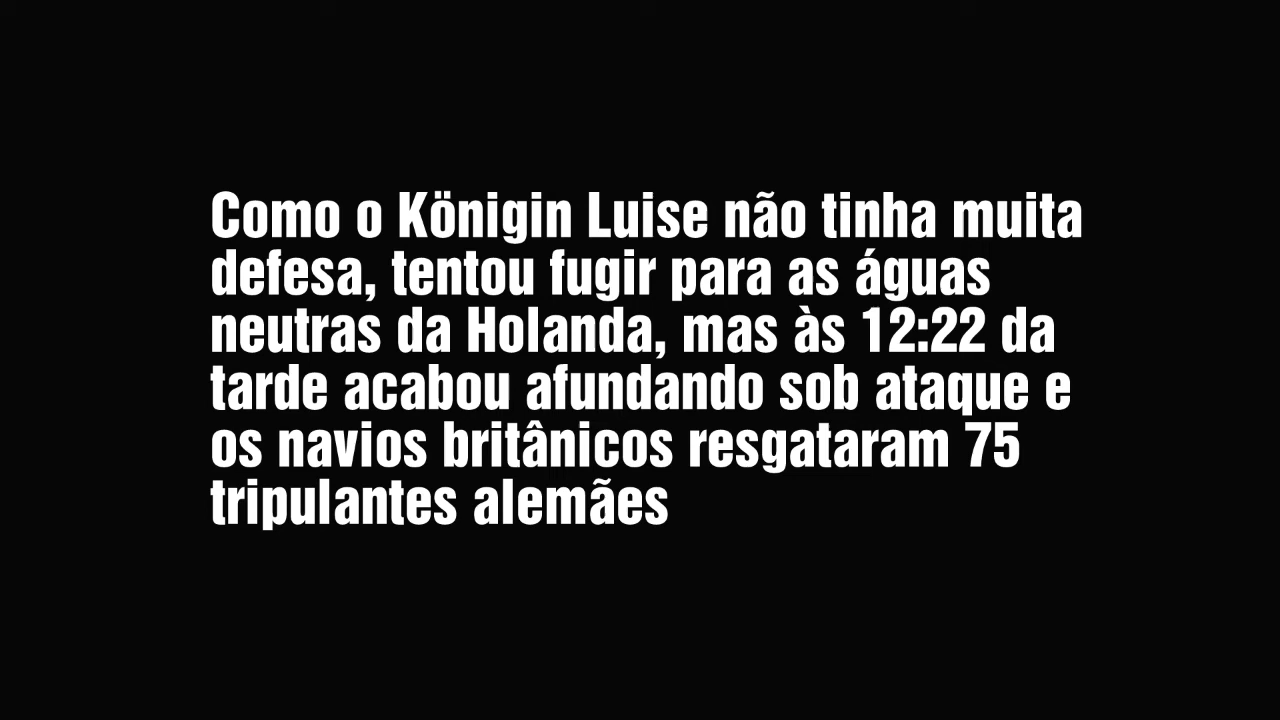 Como o Königin Luise não tinha muita
defesa, tentou fugir para as águas
neutras da Holanda, mas às 12:22 da
tarde acabou afundando sob ataque e
os navios britânicos resgataram 75
tripulantes alemães